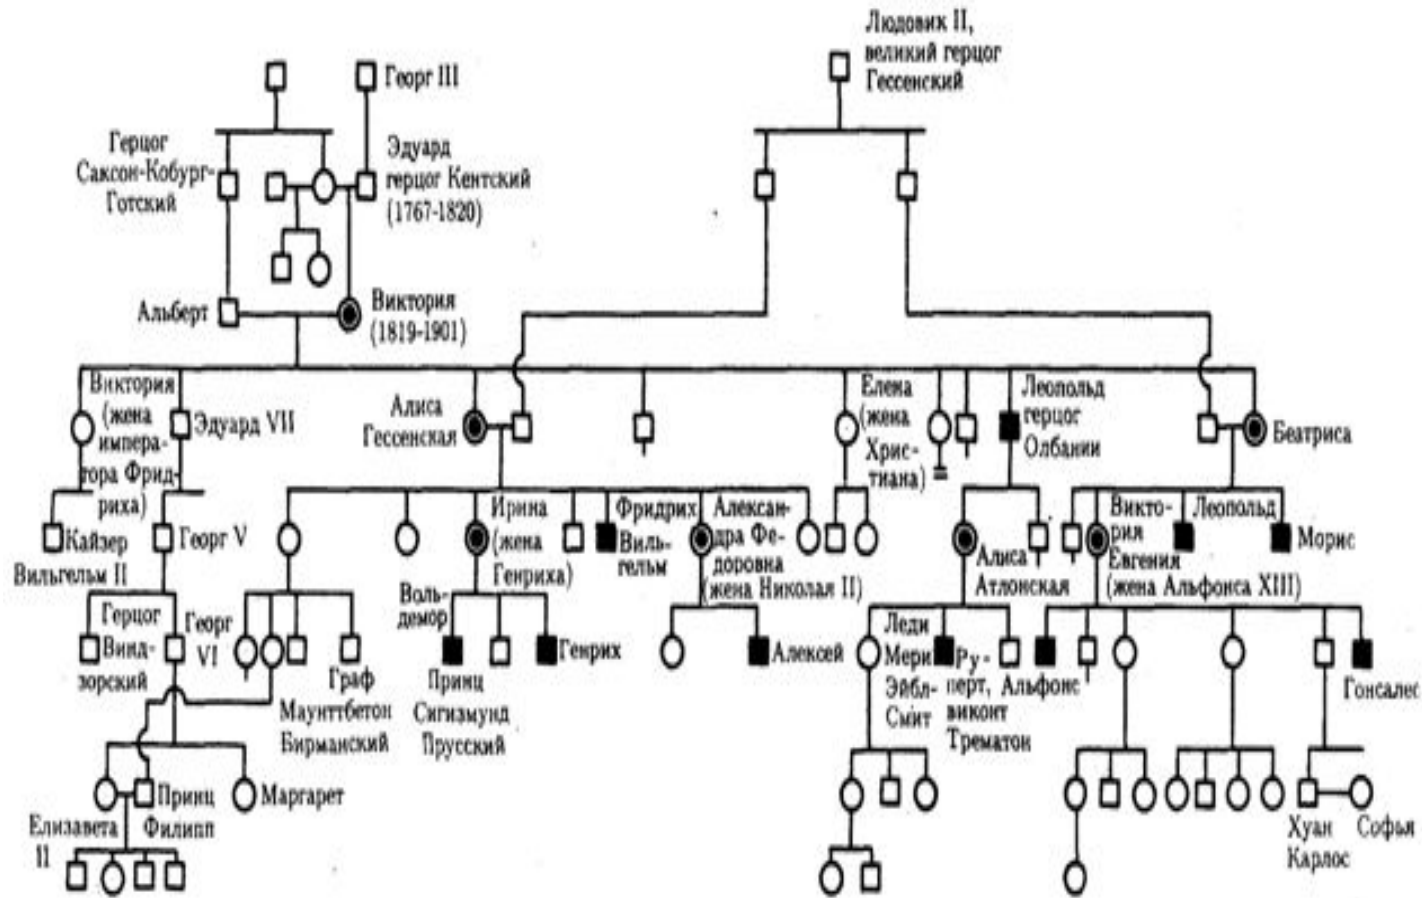 Людовик II,
великий герцог
Гессенский
Георг III
Герцог
Саксон-Кобург-
Готский
Эдуард
герцог Кентский
(1767-1820)
Альберт
Виктория
(1819-1901)
Виктория
(жена
импера-
тора Фрид-
риха)
Эдуард VII
Алиса
Гессенская
Елена
(жена
Хрис-
тиана)
Леопольд
герцог
Олбании
Беатриса
Кайзер
Вильгельм II
Георг V
Ирина
(жена
Генриха)
Фридрих
Виль-
гельм
Алексан-
дра Фе-
доровна
(жена Николая II)
Алиса
Атлонская
Викто-
рия
Евгения
(жена Альфонса XIII)
Леопольд
Морис
Герцог
Винд-
зорский
Георг
VI
Граф
Маунттбетон
Бирманский
Воль-
демор
Принц
Сигизмунд
Прусский
Генрих
Алексей
Леди
Мери
Эйбл-
Смит
Ру-
перт,
виконт
Трематон
Альфонс
Гонсалес
Елизавета
II
Принц
Филипп
Маргарет
Хуан
Карлос
Софья